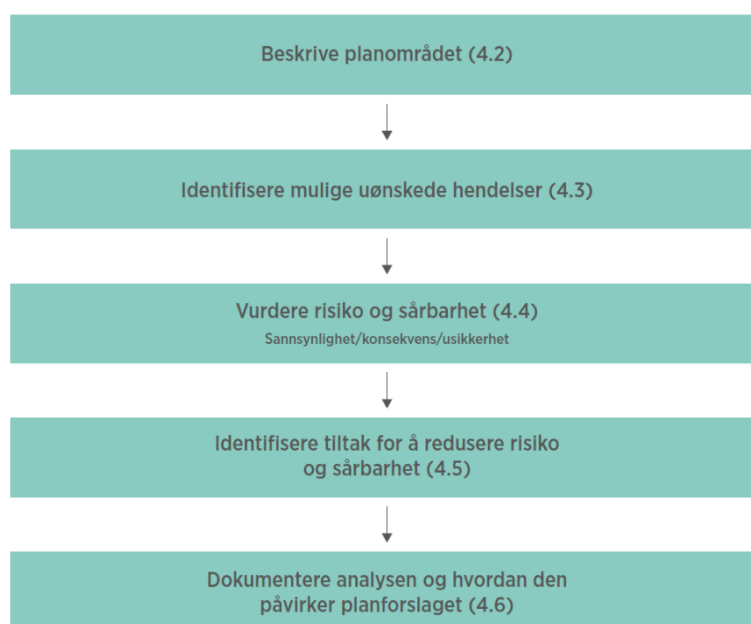 Beskrive planområdet (4.2)
Identifisere mulige uønskede hendelser (4.3)
Vurdere risiko og sårbarhet (4.4)
Sannsynlighet/konsekvens/usikkerhet
Identifisere tiltak for å redusere risiko
og sårbarhet (4.5)
Dokumentere analysen og hvordan den
påvirker planforslaget (4.6)